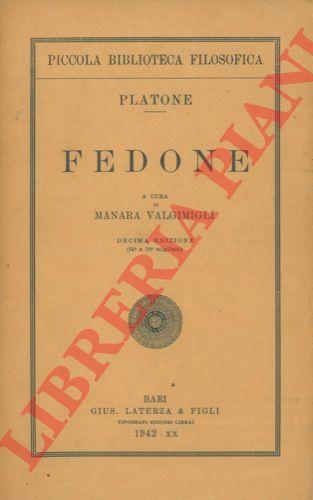 PICCOLA BIBLIOTECA FILOSOFICA
PLATONE
FEDONE
A CURA
DI
MANARA VALGIMIGLI
DECIMA EDIZIONE
BARI
GIUS. LATERZA & FIGLI
TIPOGRAFI-EDITORI-LIBRAI
1942 - XX
LIBRERIA PIANI